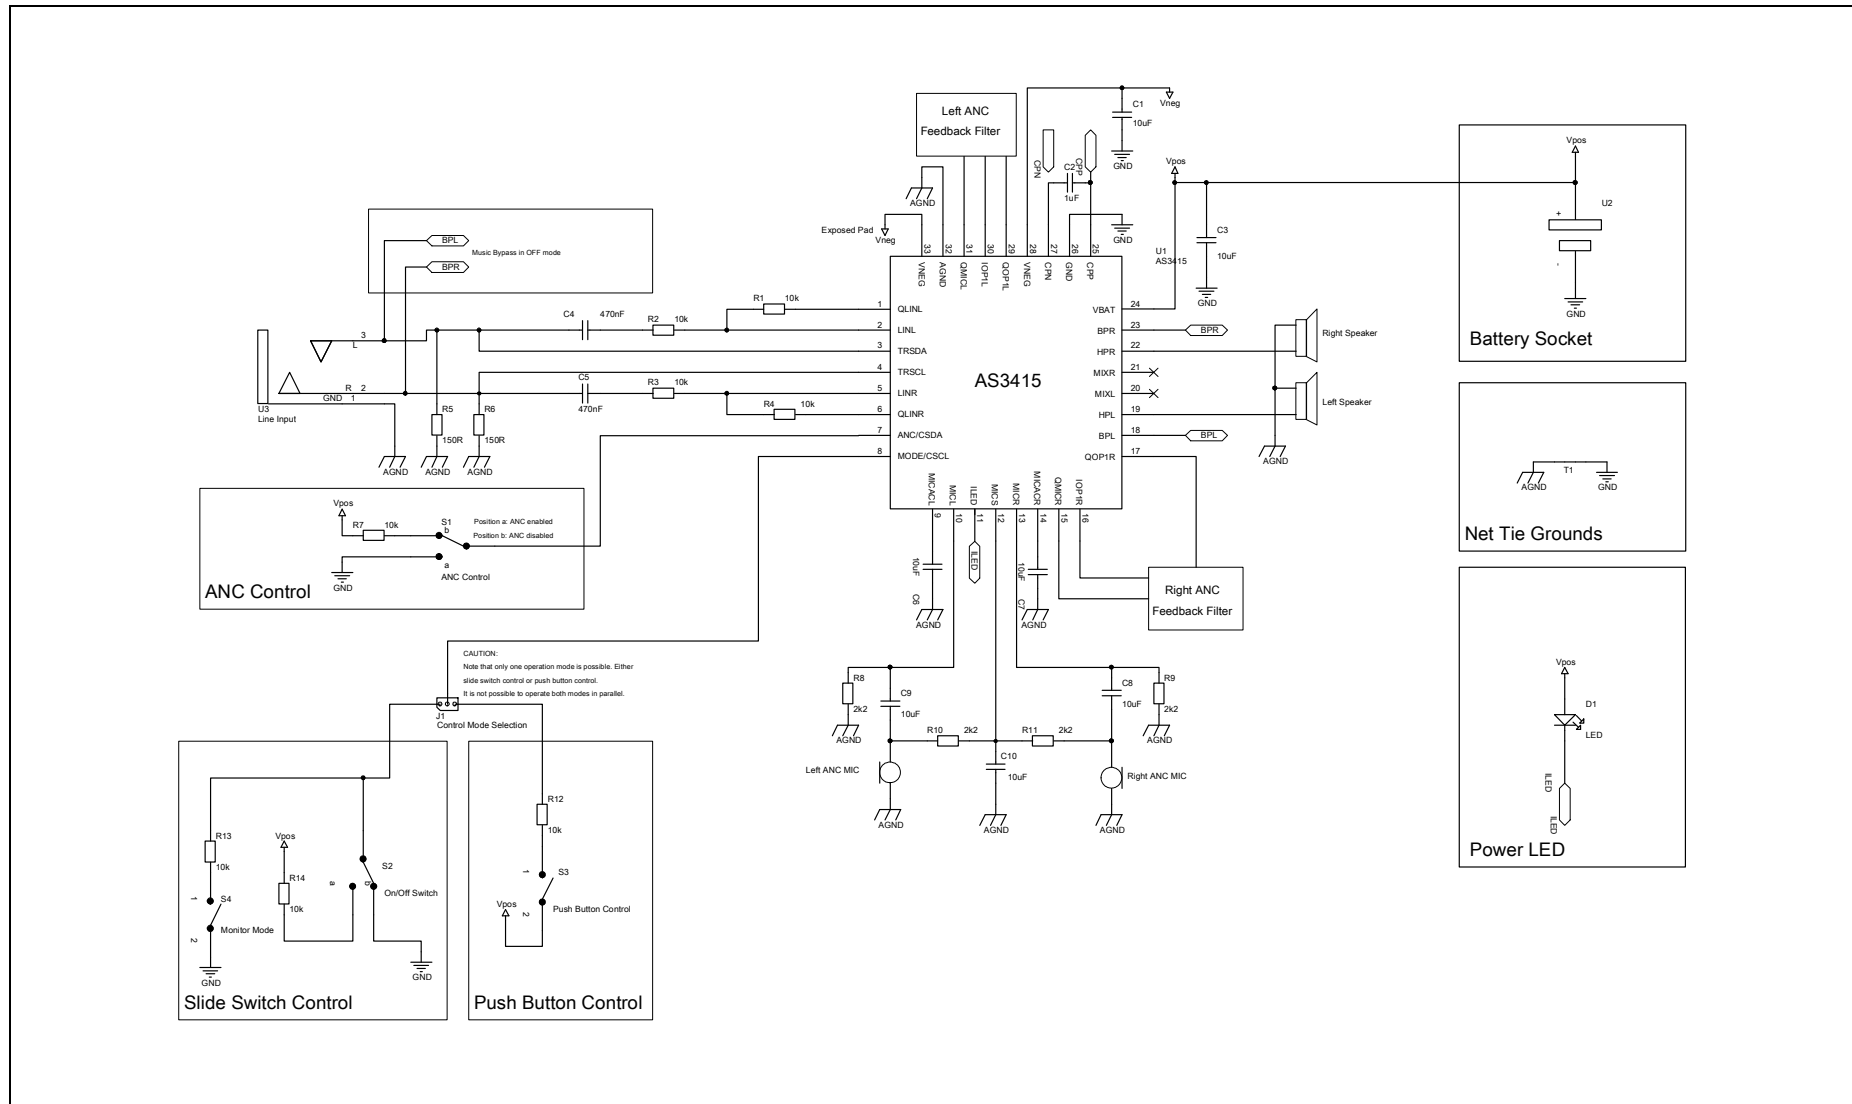 Left ANC
Feedback Filter
C1
10uF
Vneg
GND
CPN
C2
1uF
CPP
AGND
Exposed Pad
Vneg
GND
Vpos
C3
10uF
GND
U1
AS3415
BPL
Music Bypass in OFF mode
BPR
33
32
31
30
29
28
27
26
25
VNEG
AGND
QMICL
IOP1L
QOP1L
VNEG
CPN
GND
CPP
AS3415
1 QLINL
2 LINL
3 TRSDA
4 TRSCL
5 LINR
6 QLINR
7 ANC/CSDA
8 MODE/CSCL
VBAT 24
BPR 23
HPR 22
MIXR 21
MIXL 20
HPL 19
BPL 18
QOP1R 17
MICACL
MICL
ILED
MICS
MICR
MICACR
QMICR
IOP1R
9
10
11
12
13
14
15
16
BPR
BPL
Right Speaker
Left Speaker
AGND
R1 10k
C4 470nF
R2 10k
3
L
R 2
GND 1
U3
Line Input
C5
470nF
R3 10k
R4 10k
R5
150R
R6
150R
AGND
AGND
AGND
Vpos
R7 10k
S1
b
a
Position a: ANC enabled
Position b: ANC disabled
GND
ANC Control
ANC Control
10uF
C6
AGND
ILED
10uF
C7
AGND
Right ANC
Feedback Filter
CAUTION:
Note that only one operation mode is possible. Either
slide switch control or push button control.
It is not possible to operate both modes in parallel.
J1
Control Mode Selection
R8
2k2
AGND
C9
10uF
C8
10uF
R9
2k2
AGND
R10 2k2
R11 2k2
C10
10uF
Left ANC MIC
Right ANC MIC
AGND
AGND
AGND
R13
10k
Vpos
R14
10k
S2
a
b
On/Off Switch
1
S4
2
Monitor Mode
GND
GND
Slide Switch Control
R12
10k
1
S3
2
Vpos
Push Button Control
Push Button Control
Vpos
+
U2
GND
Battery Socket
T1
AGND
GND
Net Tie Grounds
Vpos
D1
LED
ILED
ILED
Power LED